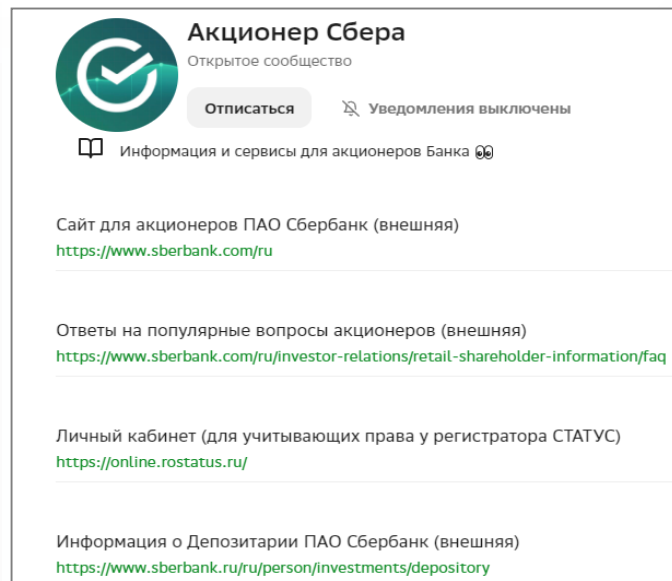 Акционер Сбера
Открытое сообщество
Отписаться
Уведомления выключены
Информация и сервисы для акционеров Банка 👀
Сайт для акционеров ПАО Сбербанк (внешняя)
https://www.sberbank.com/ru
Ответы на популярные вопросы акционеров (внешняя)
https://www.sberbank.com/ru/investor-relations/retail-shareholder-information/faq
Личный кабинет (для учитывающих права у регистратора СТАТУС)
https://online.rostatus.ru/
Информация о Депозитарии ПАО Сбербанк (внешняя)
https://www.sberbank.ru/ru/person/investments/depository